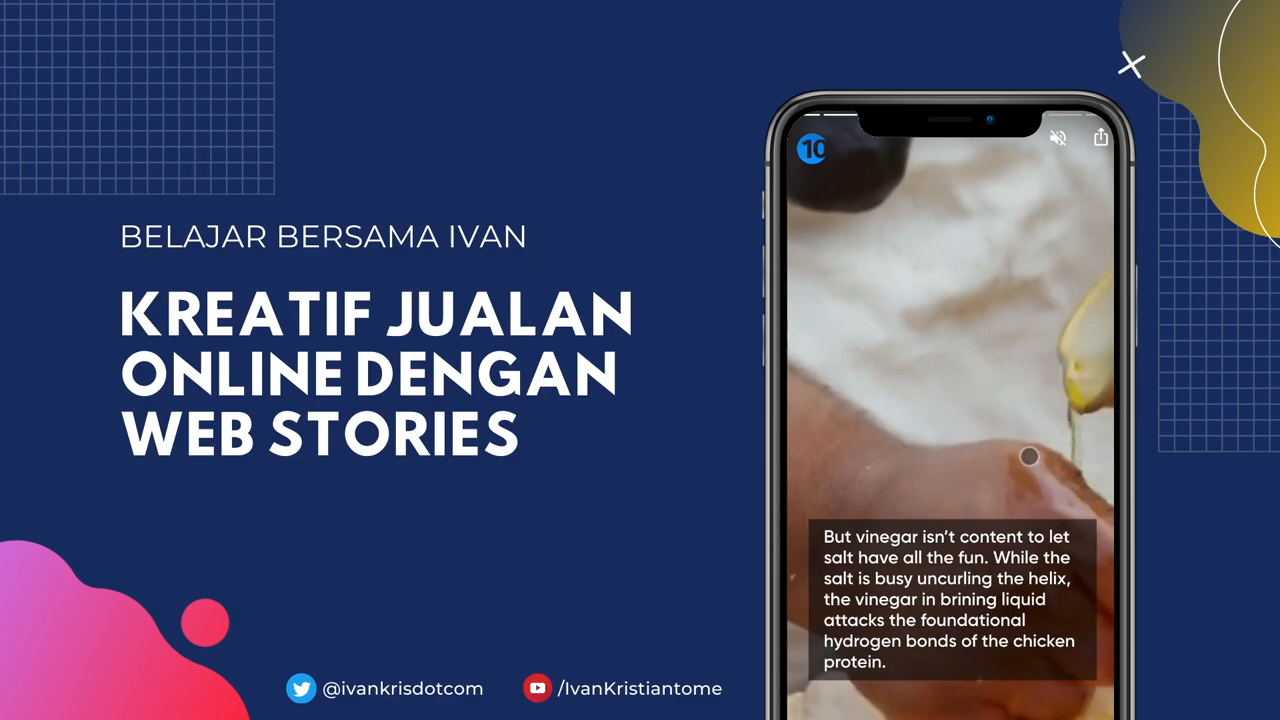 BELAJAR BERSAMA IVAN
KREATIF JUALAN
ONLINE DENGAN
WEB STORIES
@ivankrisdotcom
/IvanKristiantome
10
But vinegar isn't content to let
salt have all the fun. While the
salt is busy uncurling the helix,
the vinegar in brining liquid
attacks the foundational
hydrogen bonds of the chicken
protein.